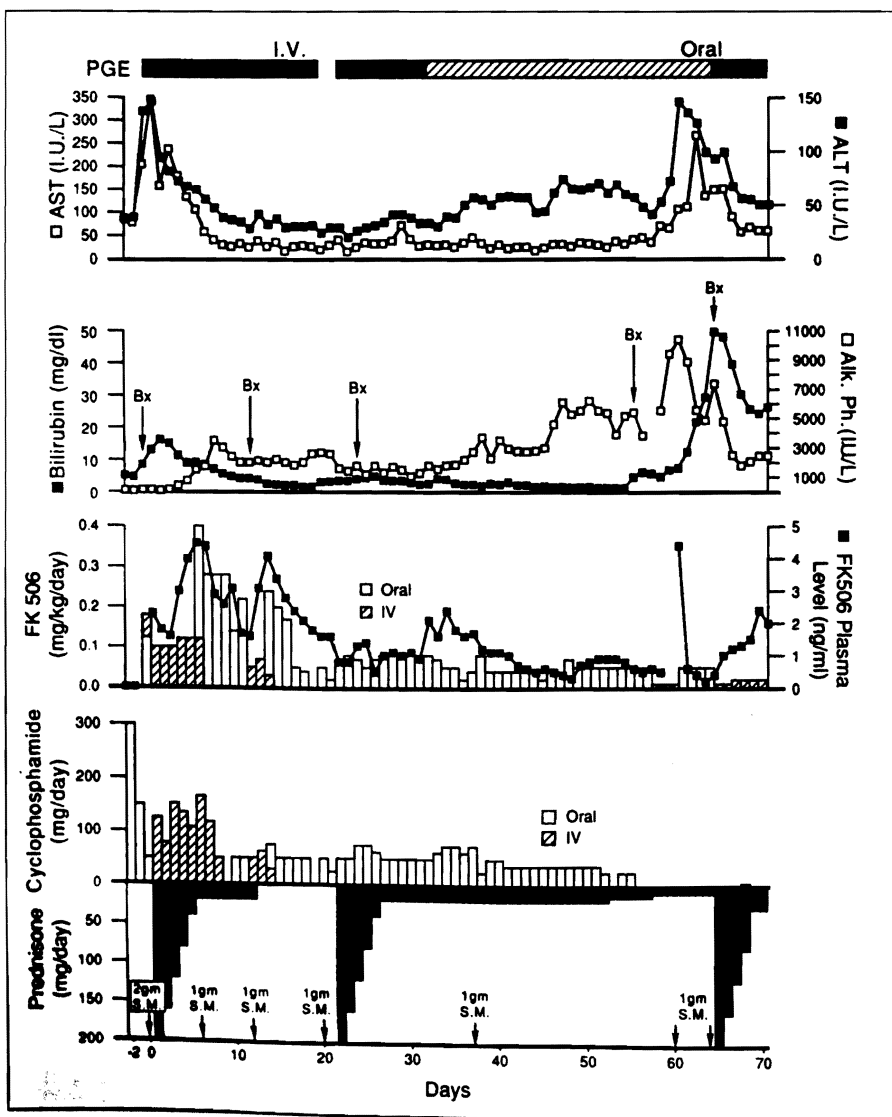 PGE I.V. Oral
AST (I.U./L)
350
300
250
200
150
100
50
0
150
100
50
0
ALT (I.U./L)
Bilirubin (mg/dl)
50
40
30
20
10
0
Bx
Bx
Bx
Bx
Bx
11000
9000
7000
5000
3000
1000
Alk. Ph.(IU/L)
FK 506
(mg/kg/day)
0.4
0.3
0.2
0.1
0.0
Oral
IV
5
4
3
2
1
0
FK506 Plasma
Level (ng/ml)
Cyclophosphamide
(mg/day)
300
200
100
0
Oral
IV
Prednisone
(mg/day)
50
100
150
200
2gm
S.M.
1gm
S.M.
1gm
S.M.
1gm
S.M.
1gm
S.M.
1gm
S.M.
-2 0 10 20 30 40 50 60 70
Days